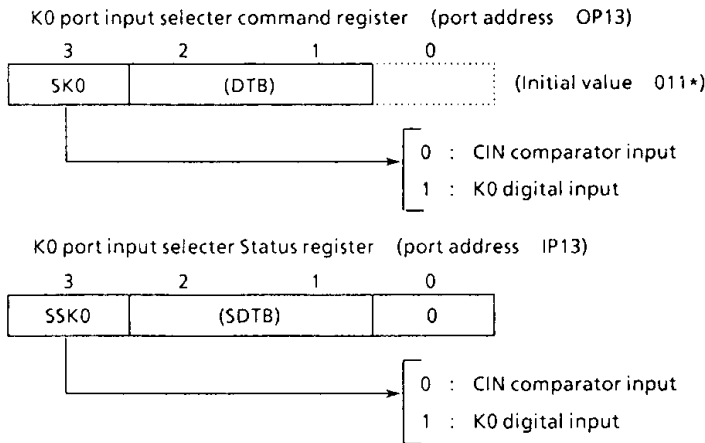 K0 port input selecter command register (port address OP13)
3 2 1 0
SK0 (DTB) (Initial value 011*)
0 : CIN comparator input
1 : K0 digital input
K0 port input selecter Status register (port address IP13)
3 2 1 0
SSK0 (SDTB) 0
0 : CIN comparator input
1 : K0 digital input